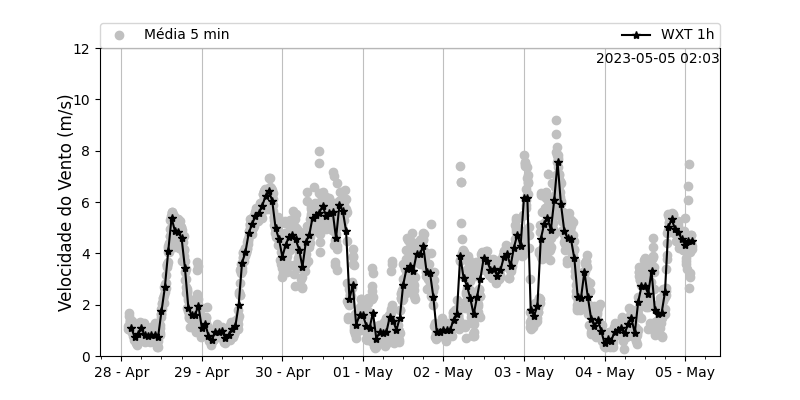 Média 5 min
WXT 1h
2023-05-05 02:03
Velocidade do Vento (m/s)
12
10
8
6
4
2
0
28 - Apr 29 - Apr 30 - Apr 01 - May 02 - May 03 - May 04 - May 05 - May